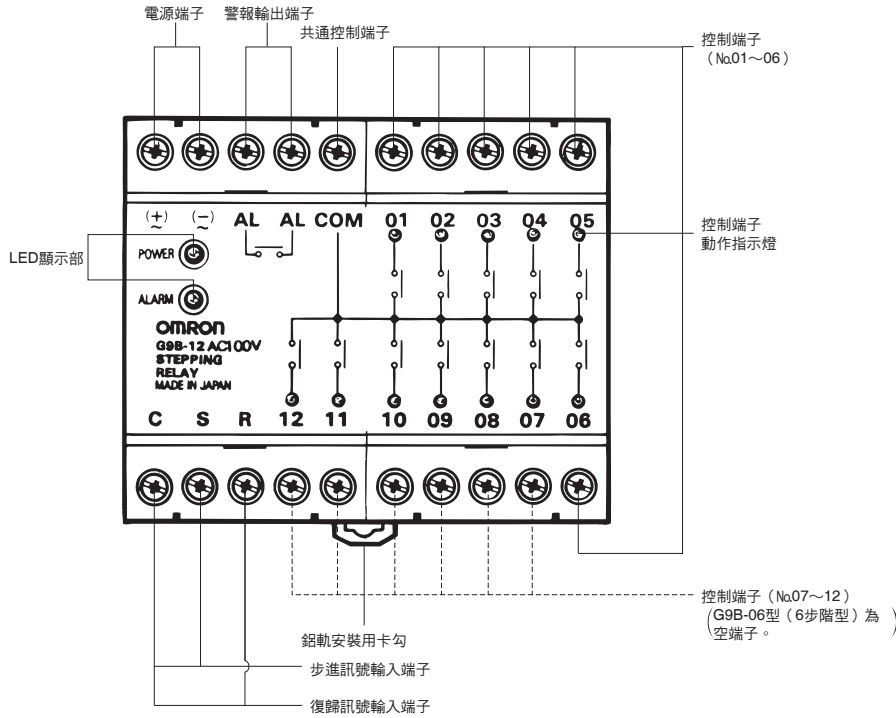 電源端子
警報輸出端子
共通控制端子
控制端子
（№01～06）
(+)
~
(−)
~
AL AL COM 01 02 03 04 05
控制端子
動作指示燈
LED顯示部
POWER
ALARM
OMRON
G9B-12 AC100V
STEPPING
RELAY
MADE IN JAPAN
C S R 12 11 10 09 08 07 06
控制端子（№07～12）
（G9B-06型（6步階型）為
空端子。）
鋁軌安裝用卡勾
步進訊號輸入端子
復歸訊號輸入端子